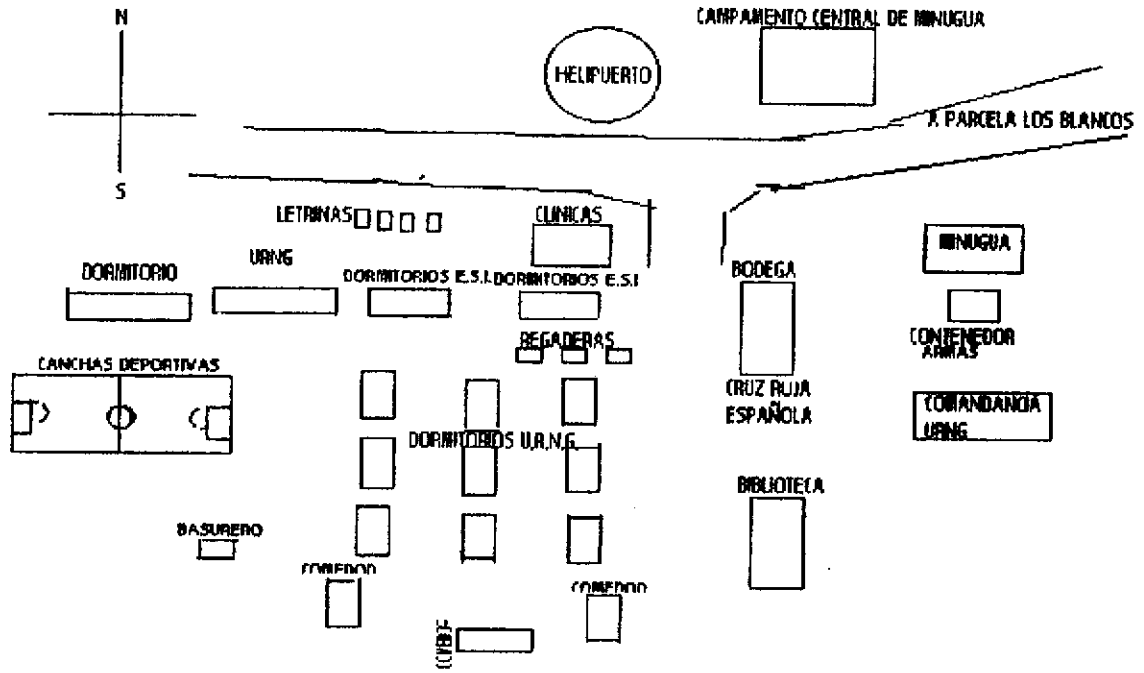 N
CAMPAMENTO CENTRAL DE MINUGUA
HELIPUERTO
A PARCELA LOS BLANCOS
S
LETRINAS
CLINICAS
MINUGUA
DORMITORIO
URNG
DORMITORIOS E.S.I.
DORMITORIOS E.S.I
BODEGA
REGADERAS
CONTENEDOR
ARMAS
CANCHAS DEPORTIVAS
CRUZ ROJA
ESPAÑOLA
COMANDANCIA
URNG
DORMITORIOS U.R.N.G.
BIBLIOTECA
BASURERO
COMEDOR
COMEDOR